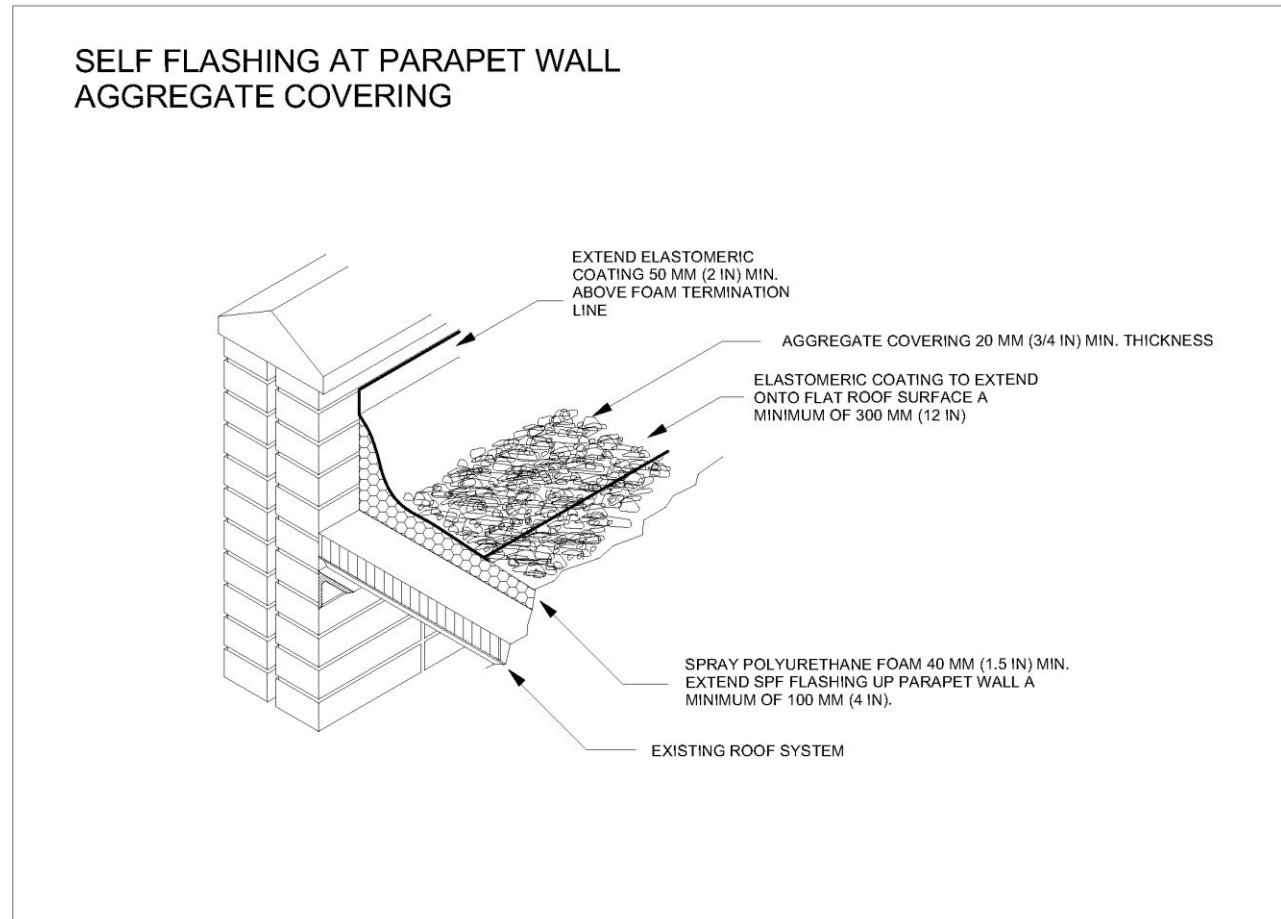 SELF FLASHING AT PARAPET WALL
AGGREGATE COVERING
EXTEND ELASTOMERIC
COATING 50 MM (2 IN) MIN.
ABOVE FOAM TERMINATION
LINE
AGGREGATE COVERING 20 MM (3/4 IN) MIN. THICKNESS
ELASTOMERIC COATING TO EXTEND
ONTO FLAT ROOF SURFACE A
MINIMUM OF 300 MM (12 IN)
SPRAY POLYURETHANE FOAM 40 MM (1.5 IN) MIN.
EXTEND SPF FLASHING UP PARAPET WALL A
MINIMUM OF 100 MM (4 IN).
EXISTING ROOF SYSTEM